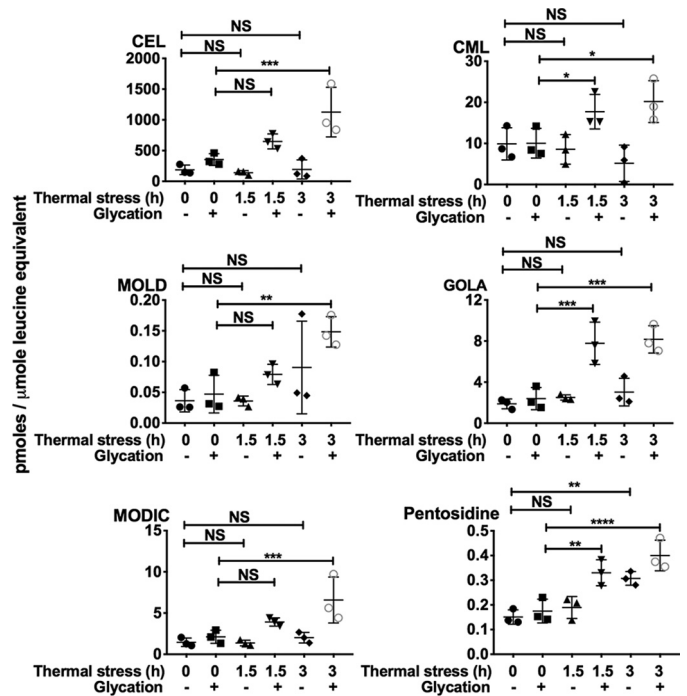 pmoles / μmole leucine equivalent
NS
CEL
NS
***
NS
2000
1500
1000
500
0
Thermal stress (h) 0 0 1.5 1.5 3 3
Glycation - + - + - +
NS
NS
CML
*
*
30
20
10
0
Thermal stress (h) 0 0 1.5 1.5 3 3
Glycation - + - + - +
NS
NS
MOLD
**
NS
0.20
0.15
0.10
0.05
0.00
Thermal stress (h) 0 0 1.5 1.5 3 3
Glycation - + - + - +
NS
NS
GOLA
***
***
12
8
4
0
Thermal stress (h) 0 0 1.5 1.5 3 3
Glycation - + - + - +
MODIC
NS
NS
***
NS
15
10
5
0
Thermal stress (h) 0 0 1.5 1.5 3 3
Glycation - + - + - +
**
NS
Pentosidine
****
**
0.5
0.4
0.3
0.2
0.1
0.0
Thermal stress (h) 0 0 1.5 1.5 3 3
Glycation - + - + - +